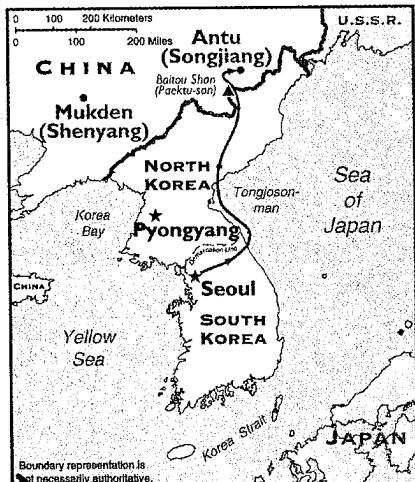 0 100 200 Kilometers
0 100 200 Miles
U.S.S.R.
Antu
(Songjiang)
CHINA
Baitou Shan
(Paektu-san)
Mukden
(Shenyang)
NORTH
KOREA
Tongjoson-
man
Sea
of
Japan
Korea
Bay
Pyongyang
Demarcation Line
CHINA
Seoul
SOUTH
KOREA
Yellow
Sea
Korea Strait
JAPAN
Boundary representation is
not necessarily authoritative.